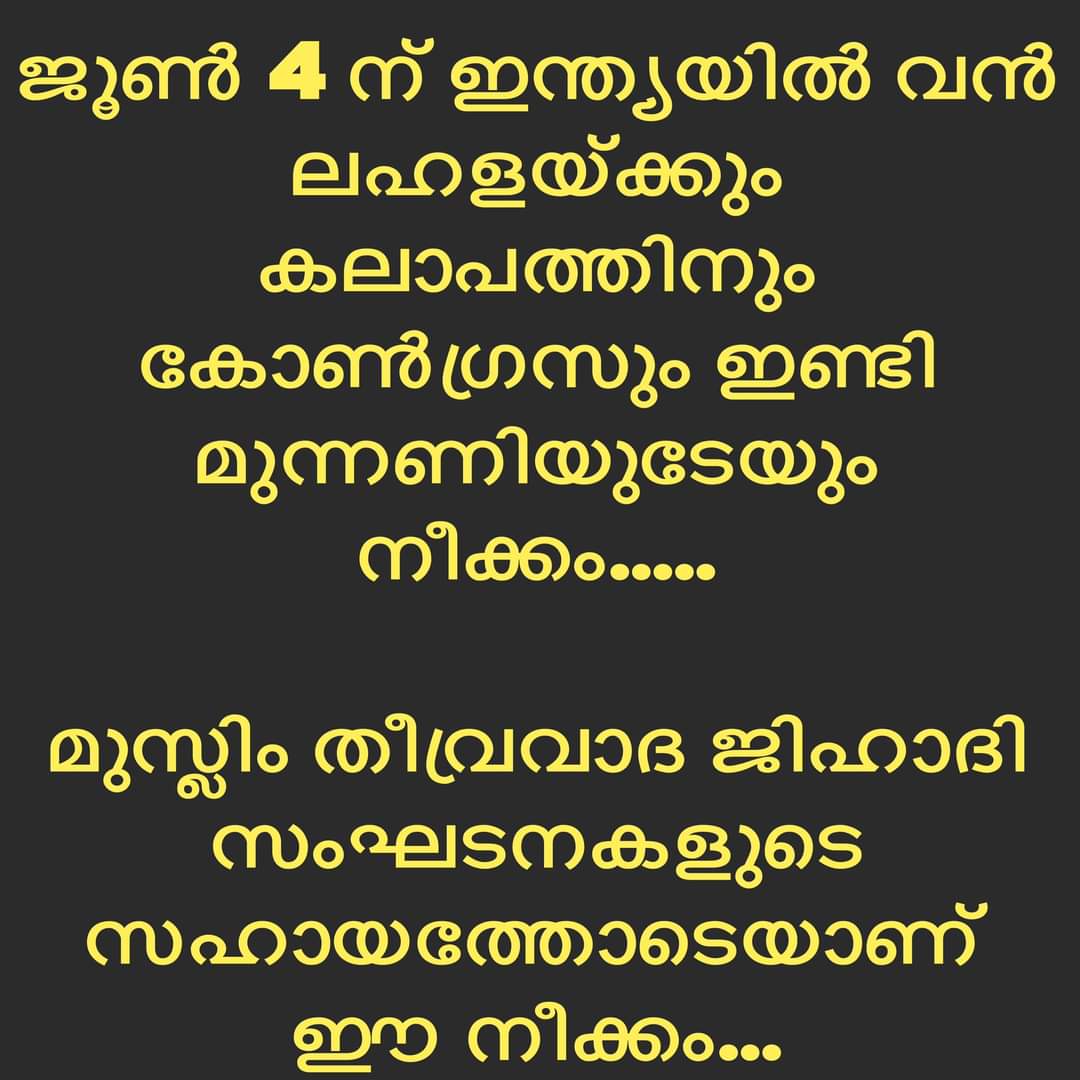 ജൂൺ 4 ന് ഇന്ത്യയിൽ വൻ
ലഹളയ്ക്കും
കലാപത്തിനും
കോൺഗ്രസും ഇണ്ടി
മുന്നണിയുടേയും
നീക്കം.....
മുസ്ലിം തീവ്രവാദ ജിഹാദി
സംഘടനകളുടെ
സഹായത്തോടെയാണ്
ഈ നീക്കം...